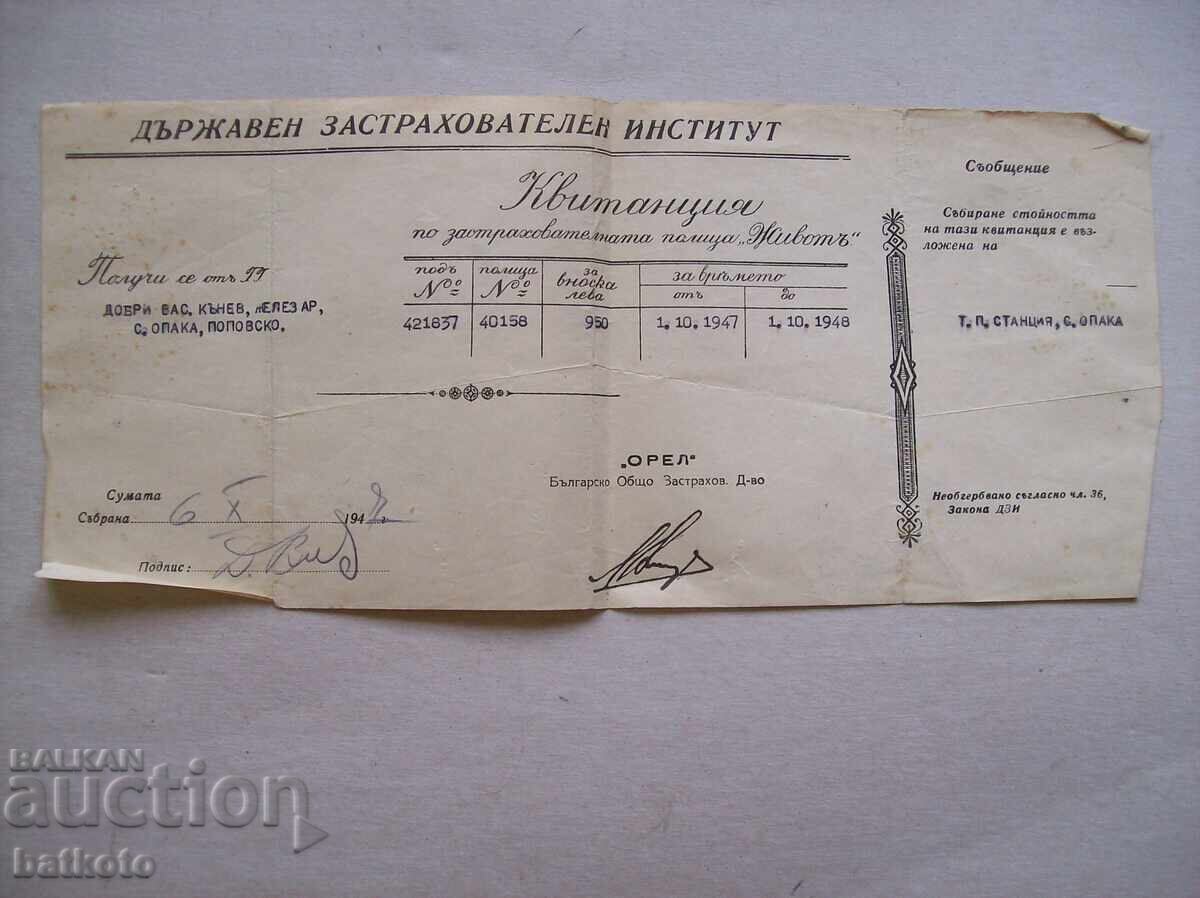 ДЪРЖАВЕН ЗАСТРАХОВАТЕЛЕН ИНСТИТУТ
Квитанция
по застрахователната полица „Животъ"
Получи се отъ ГГ
ДОБРИ ВАС. КЪНЕВ, ЖЕЛЕЗАР,
С. ОПАКА, ПОПОВСКО.
подъ №
полица №
за вноска лева
за врѣмето
отъ
до
421837 40158 950 1.10.1947 1.10.1948
„ОРЕЛ"
Българско Общо Застрахов. Д-во
Сумата
Събрана 6 X 194
Подпис:
Съобщение
Събиране стойността
на тази квитанция е въз-
ложена на
Т.П. СТАНЦИЯ, С. ОПАКА
Необгербвано съгласно чл. 36,
Закона ДЗИ
BALKAN
auction
batkoto